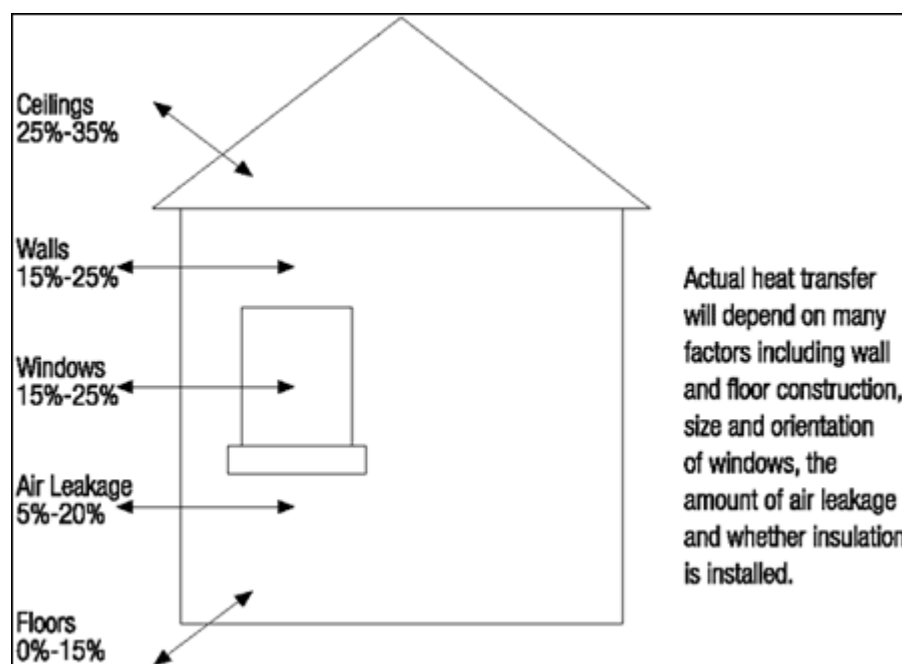 Ceilings
25%-35%
Walls
15%-25%
Windows
15%-25%
Air Leakage
5%-20%
Floors
0%-15%
Actual heat transfer
will depend on many
factors including wall
and floor construction,
size and orientation
of windows, the
amount of air leakage
and whether insulation
is installed.